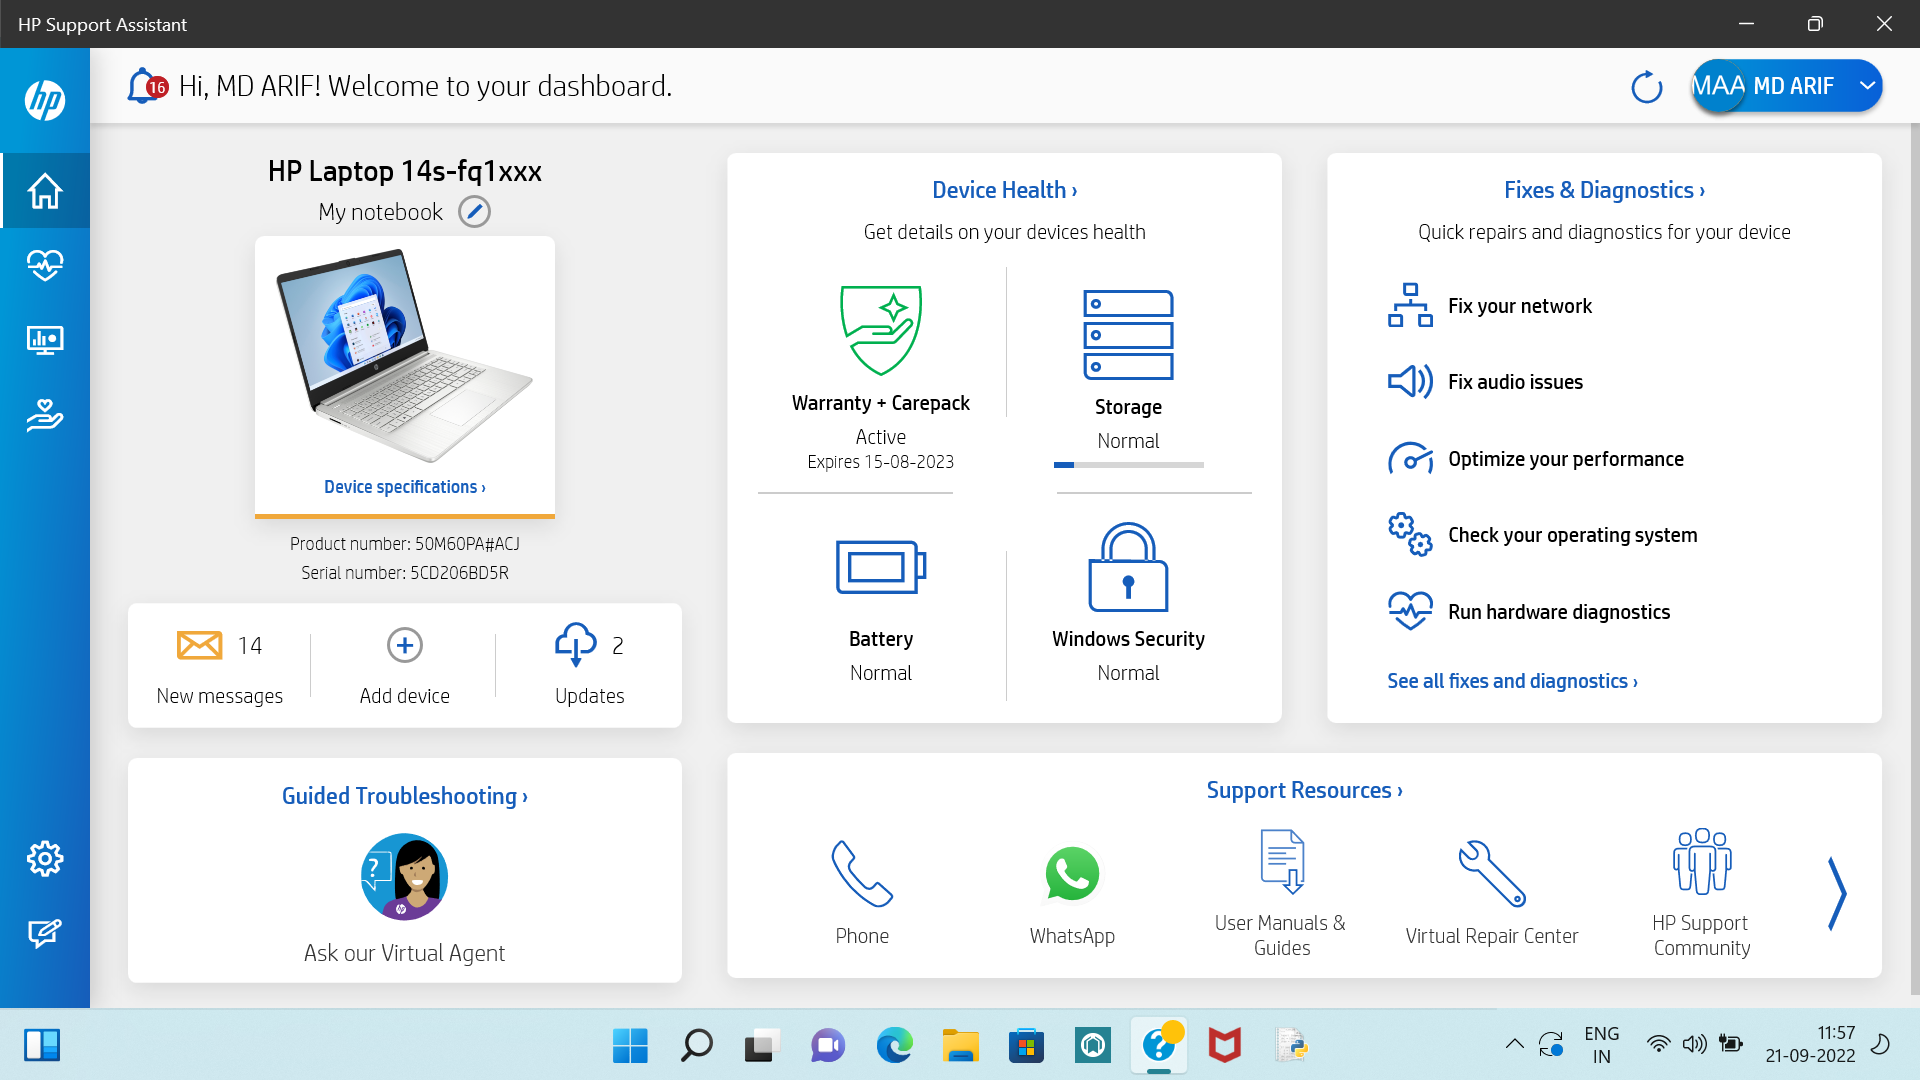 HP Support Assistant
hp
16
Hi, MD ARIF! Welcome to your dashboard.
MAA
MD ARIF
HP Laptop 14s-fq1xxx
My notebook
Device specifications ›
Product number: 50M60PA#ACJ
Serial number: 5CD206BD5R
14
New messages
Add device
2
Updates
Guided Troubleshooting ›
?
Ask our Virtual Agent
Device Health ›
Get details on your devices health
Warranty + Carepack
Active
Expires 15-08-2023
Storage
Normal
Battery
Normal
Windows Security
Normal
Fixes & Diagnostics ›
Quick repairs and diagnostics for your device
Fix your network
Fix audio issues
Optimize your performance
Check your operating system
Run hardware diagnostics
See all fixes and diagnostics ›
Support Resources ›
Phone
WhatsApp
User Manuals &
Guides
Virtual Repair Center
HP Support
Community
?
ENG
IN
11:57
21-09-2022